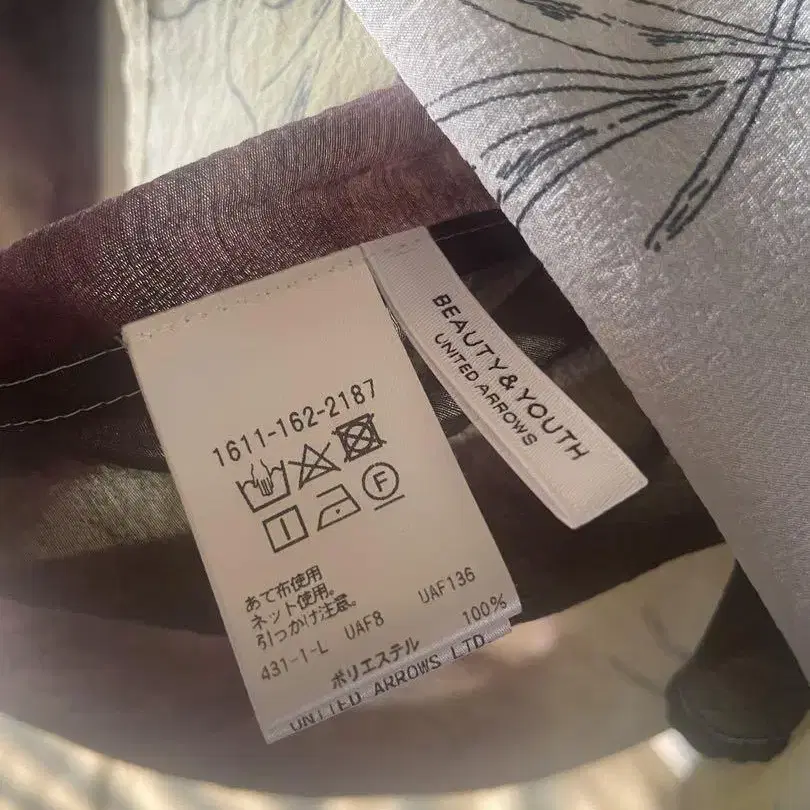 BEAUTY & YOUTH
UNITED ARROWS
1611-162-2187
F
あて布使用
ネット使用。
引っかけ注意。
431-1-L UAF8 UAF136
ポリエステル 100%
UNITED ARROWS LTD